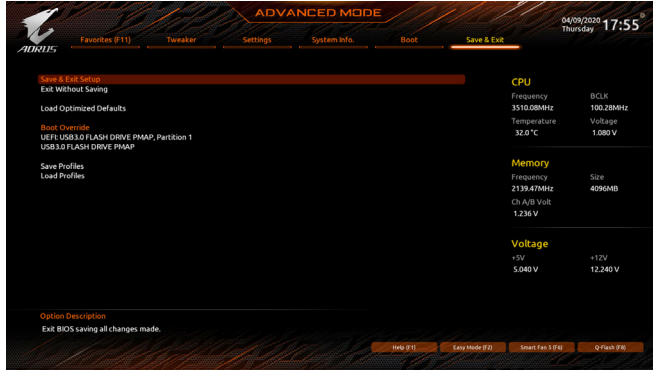 ADVANCED MODE
04/09/2020
Thursday
17:55
AORUS
Favorites (F11) Tweaker Settings System Info. Boot Save & Exit
Save & Exit Setup
Exit Without Saving
Load Optimized Defaults
Boot Override
UEFI: USB3.0 FLASH DRIVE PMAP, Partition 1
USB3.0 FLASH DRIVE PMAP
Save Profiles
Load Profiles
CPU
Frequency BCLK
3510.08MHz 100.28MHz
Temperature Voltage
32.0 °C 1.080 V
Memory
Frequency Size
2139.47MHz 4096MB
Ch A/B Volt
1.236 V
Voltage
+5V +12V
5.040 V 12.240 V
Option Description
Exit BIOS saving all changes made.
Help (F1) Easy Mode (F2) Smart Fan 5 (F6) Q-Flash (F8)